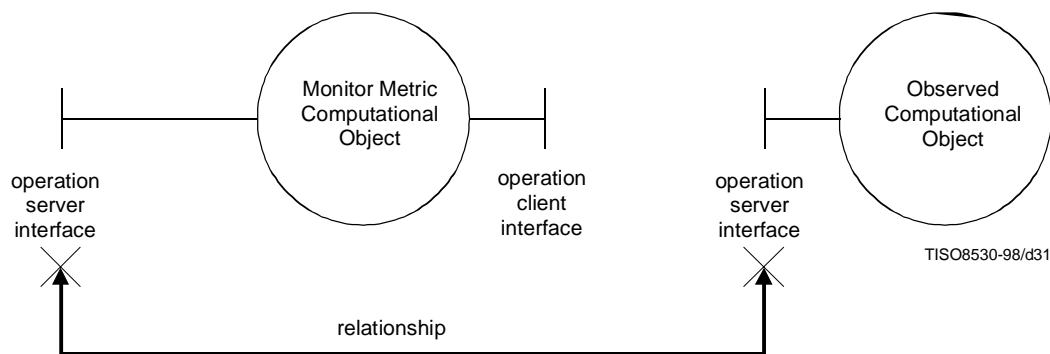 Monitor Metric
Computational
Object
Observed
Computational
Object
operation
server
interface
operation
client
interface
operation
server
interface
TISO8530-98/d31
relationship